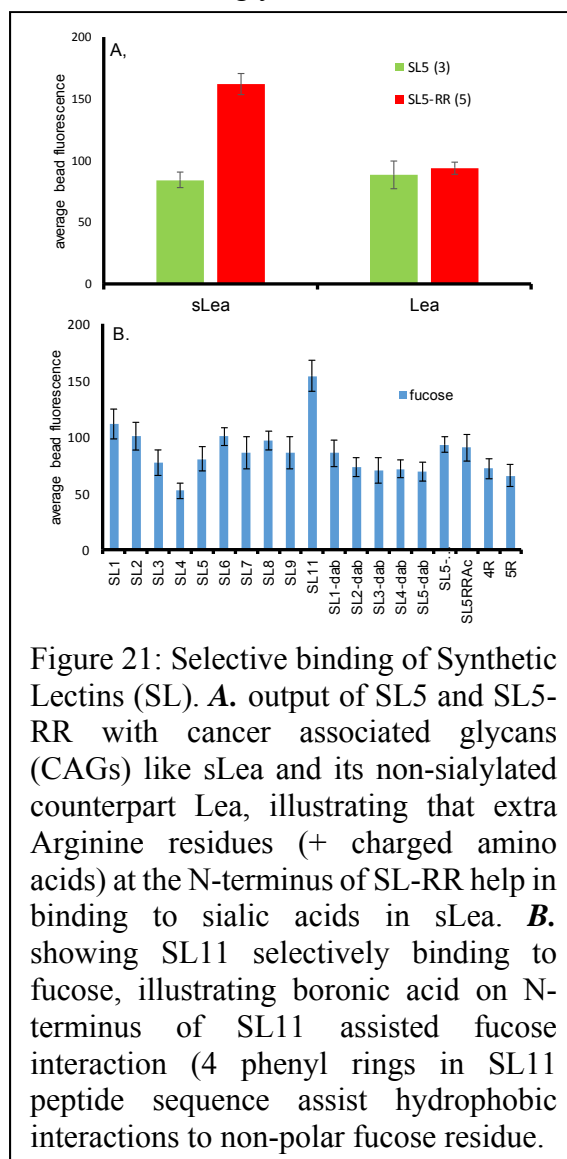 A,
SL5 (3)
SL5-RR (5)
average bead fluorescence
200
150
100
50
0
sLea
Lea
B.
fucose
average bead fluorescence
200
150
100
50
0
SL1
SL2
SL3
SL4
SL5
SL6
SL7
SL8
SL9
SL11
SL1-dab
SL2-dab
SL3-dab
SL4-dab
SL5-dab
SL5-…
SL5RRAc
4R
5R
Figure 21: Selective binding of Synthetic
Lectins (SL). A. output of SL5 and SL5-
RR with cancer associated glycans
(CAGs) like sLea and its non-sialylated
counterpart Lea, illustrating that extra
Arginine residues (+ charged amino
acids) at the N-terminus of SL-RR help in
binding to sialic acids in sLea. B.
showing SL11 selectively binding to
fucose, illustrating boronic acid on N-
terminus of SL11 assisted fucose
interaction (4 phenyl rings in SL11
peptide sequence assist hydrophobic
interactions to non-polar fucose residue.